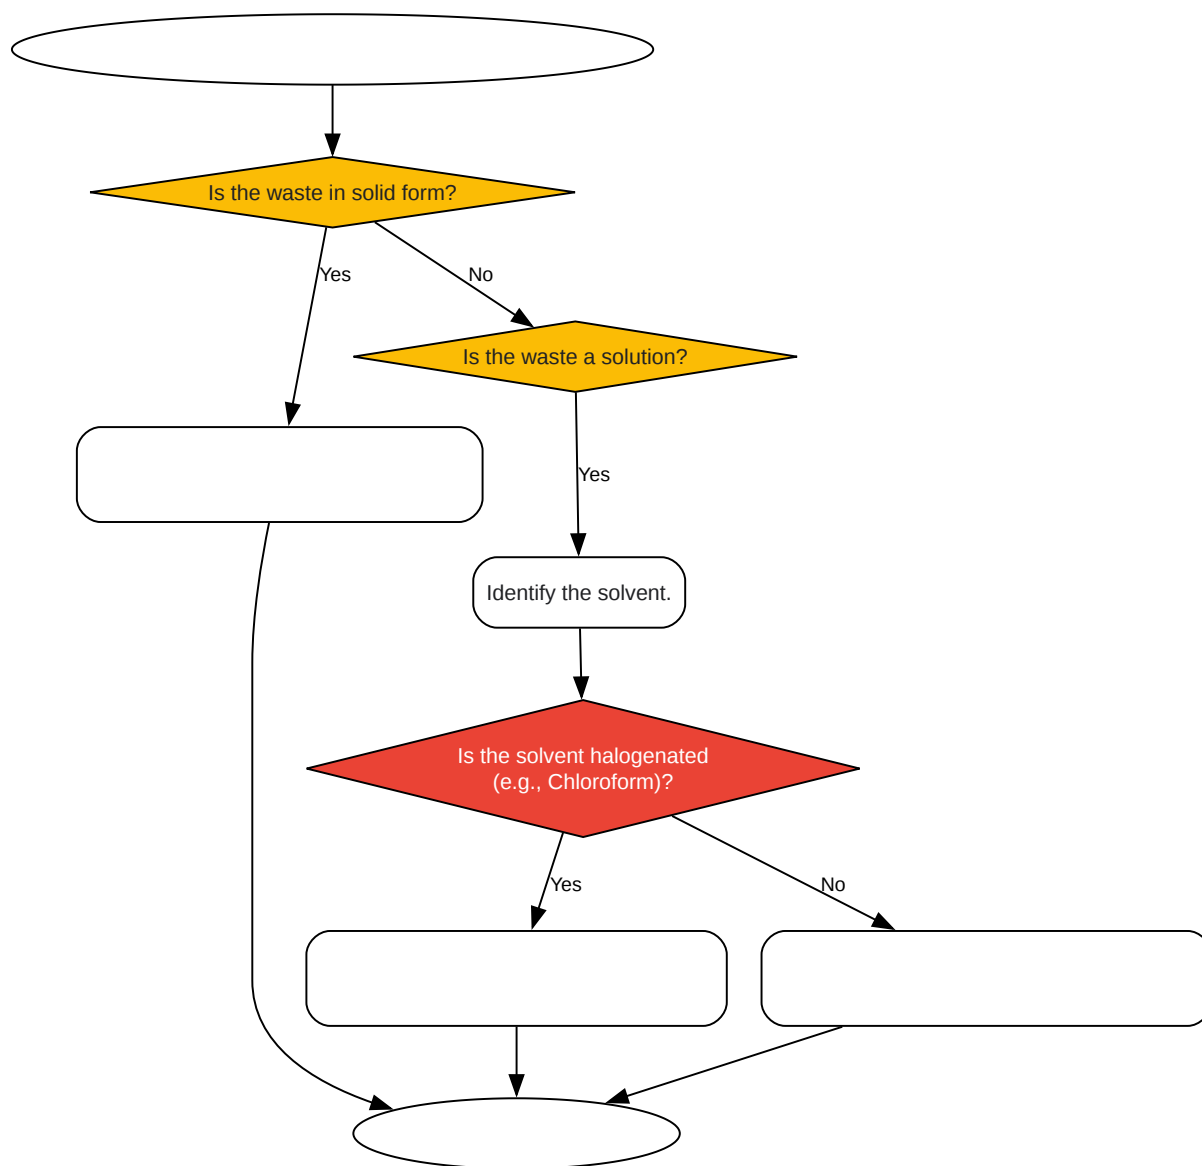 Is the waste in solid form?
Yes
No
Is the waste a solution?
Yes
Identify the solvent.
Is the solvent halogenated
(e.g., Chloroform)?
Yes
No